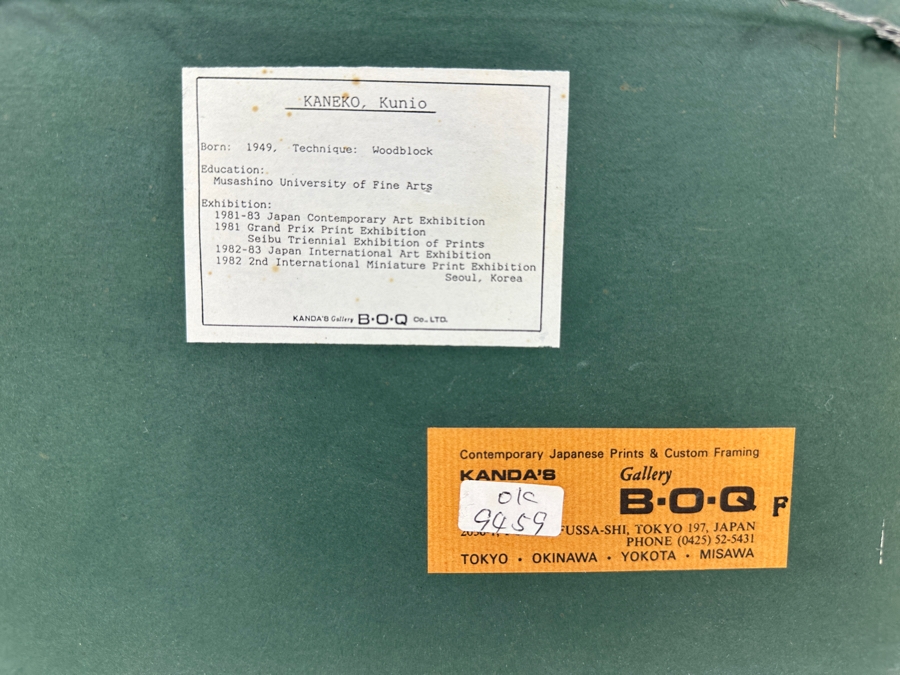 KANEKO, Kunio
Born: 1949, Technique: Woodblock
Education:
Musashino University of Fine Arts
Exhibition:
1981-83 Japan Contemporary Art Exhibition
1981 Grand Prix Print Exhibition
Seibu Triennial Exhibition of Prints
1982-83 Japan International Art Exhibition
1982 2nd International Miniature Print Exhibition
Seoul, Korea
KANDA'S Gallery B·O·Q CO., LTD.
Contemporary Japanese Prints & Custom Framing
KANDA'S Gallery
B·O·Q F
OK
9459
FUSSA-SHI, TOKYO 197, JAPAN
PHONE (0425) 52-5431
TOKYO · OKINAWA · YOKOTA · MISAWA